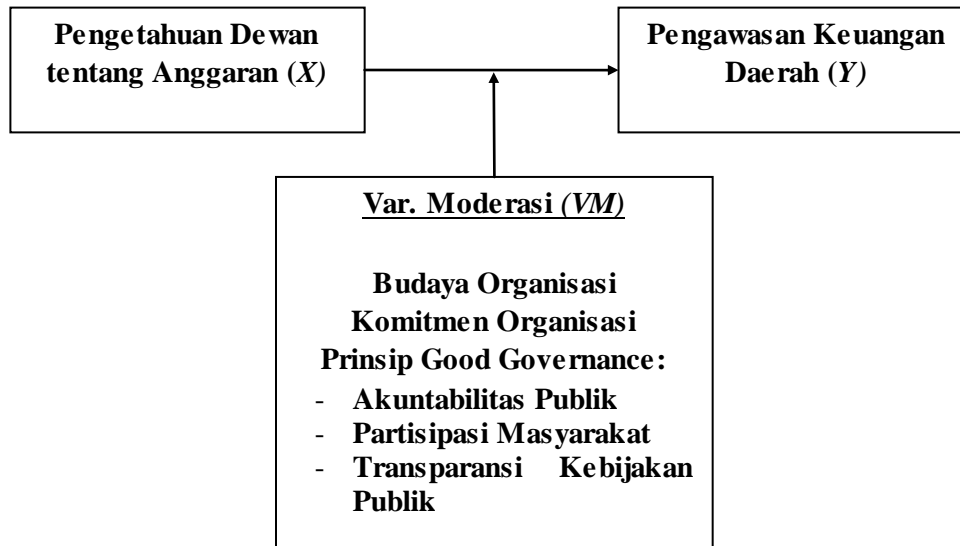 Pengetahuan Dewan
tentang Anggaran (X)
Pengawasan Keuangan
Daerah (Y)
Var. Moderasi (VM)
Budaya Organisasi
Komitmen Organisasi
Prinsip Good Governance:
- Akuntabilitas Publik
- Partisipasi Masyarakat
- Transparansi Kebijakan
Publik